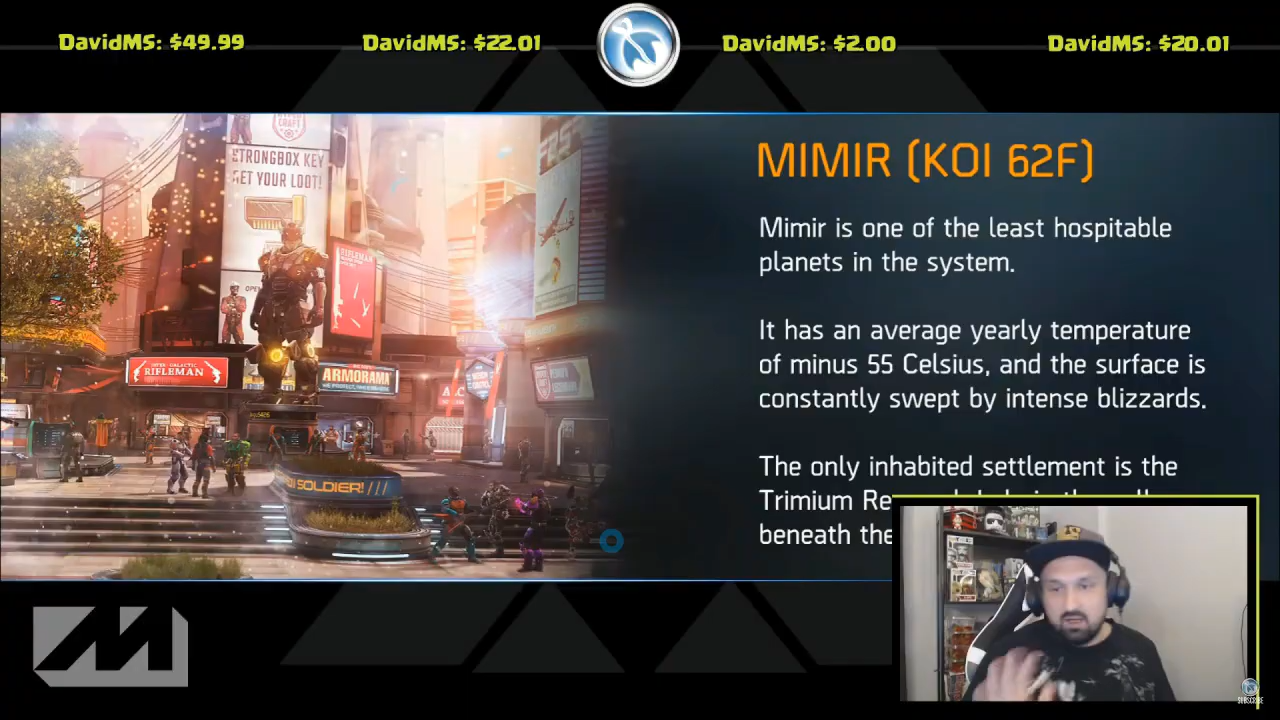 DavidMS: $49.99
DavidMS: $22.01
DavidMS: $2.00
DavidMS: $20.01
MIMIR (KOI 62F)
Mimir is one of the least hospitable
planets in the system.
It has an average yearly temperature
of minus 55 Celsius, and the surface is
constantly swept by intense blizzards.
The only inhabited settlement is the
Trimium
beneath the
CRAFT
STRONGBOX KEY
GET YOUR LOOT!
RIFLEMAN
RIFLEMAN
ARMORAMA
SOLDIER!
SUBSCRIBE